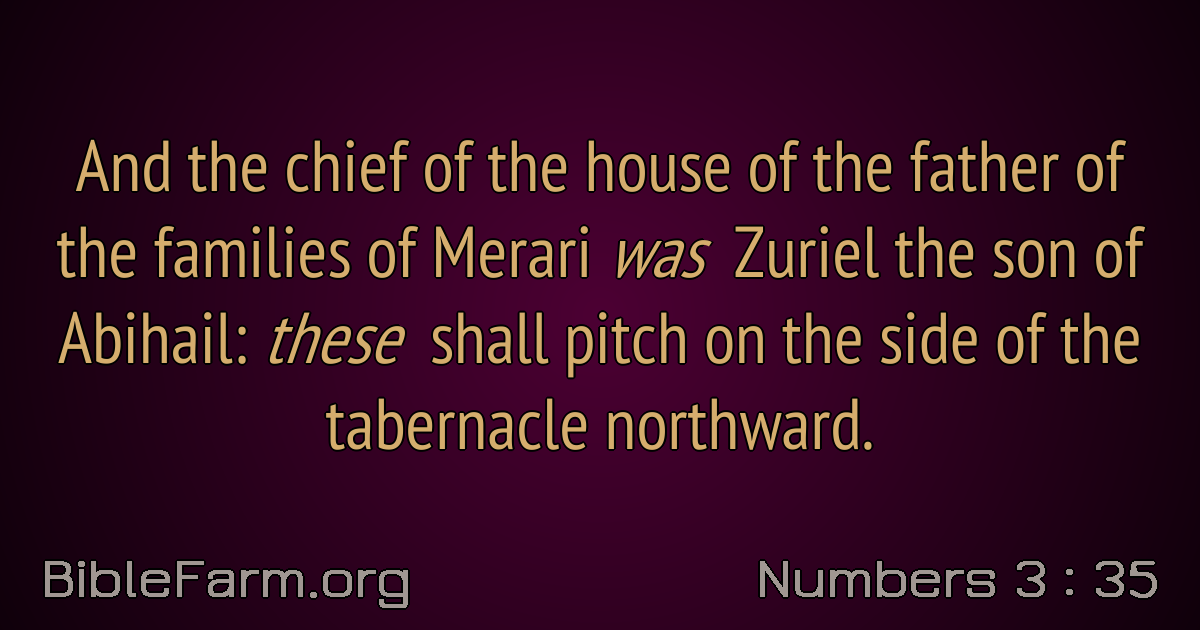 And the chief of the house of the father of
the families of Merari was Zuriel the son of
Abihail: these shall pitch on the side of the
tabernacle northward.
BibleFarm.org
Numbers 3 : 35